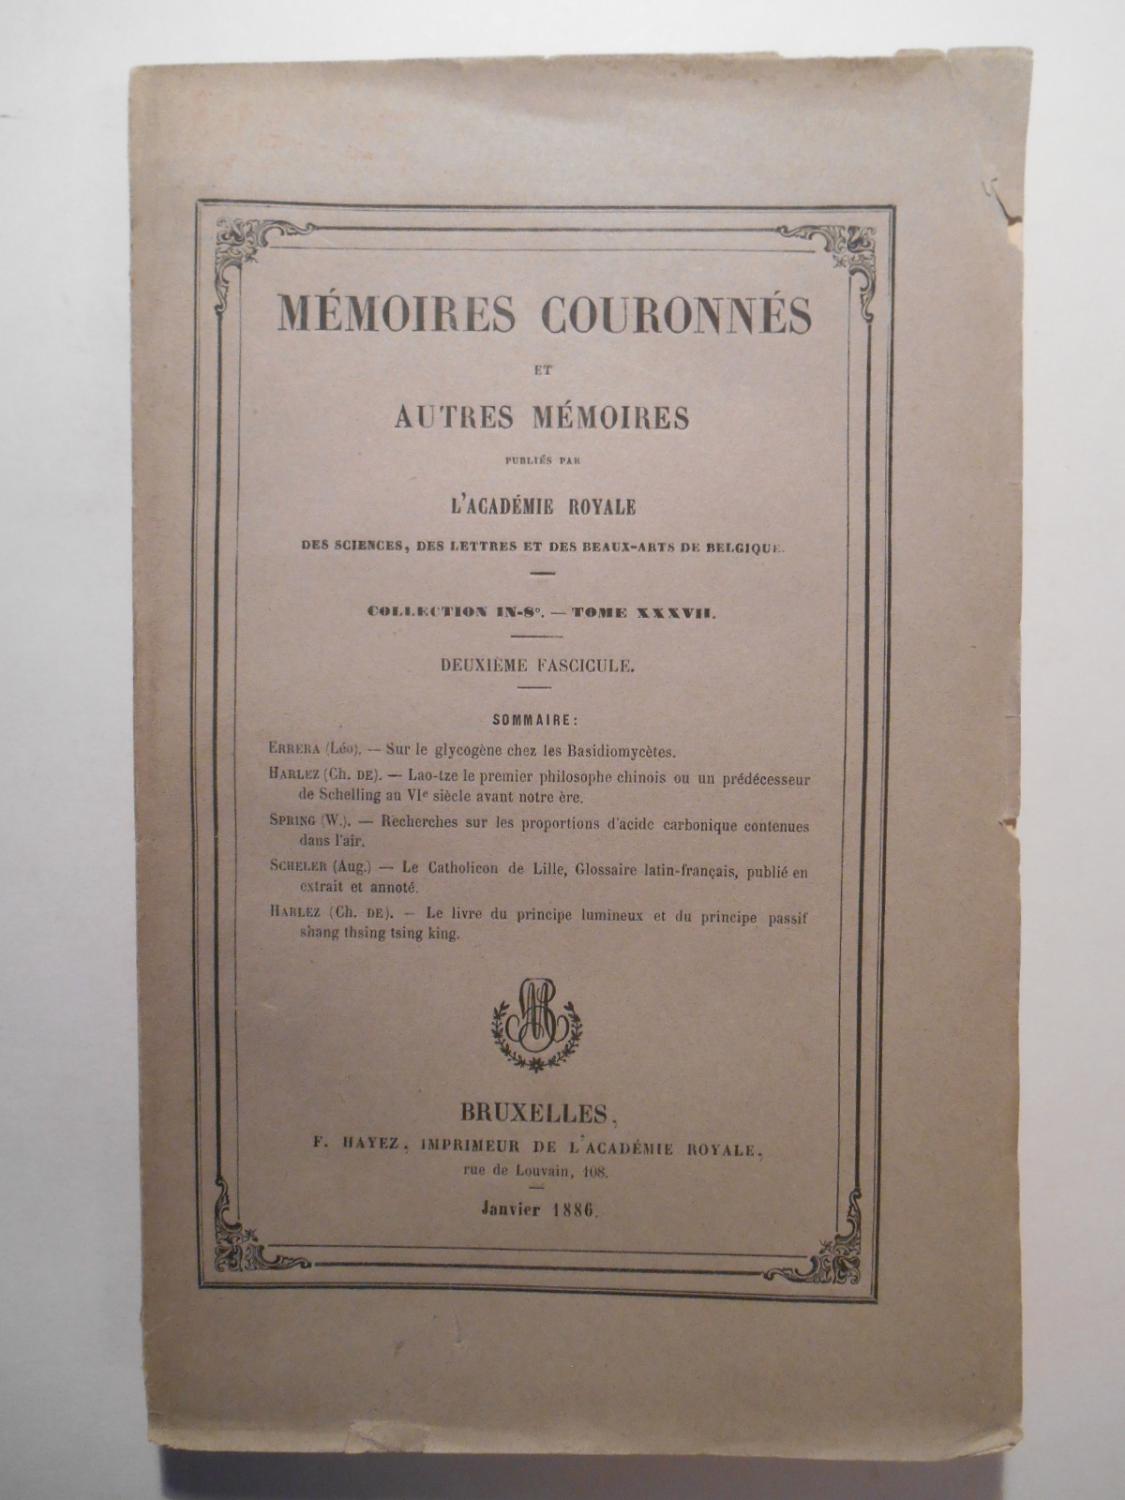 MÉMOIRES COURONNÉS
ET
AUTRES MÉMOIRES
PUBLIÉS PAR
L'ACADÉMIE ROYALE
DES SCIENCES, DES LETTRES ET DES BEAUX-ARTS DE BELGIQUE.
COLLECTION IN-8º. — TOME XXXVII.
DEUXIÈME FASCICULE.
SOMMAIRE:
ERRERA (Léo). — Sur le glycogène chez les Basidiomycètes.
HARLEZ (Ch. DE). — Lao-tze le premier philosophe chinois ou un prédécesseur
de Schelling au VIe siècle avant notre ère.
SPRING (W.). — Recherches sur les proportions d'acide carbonique contenues
dans l'air.
SCHELER (Aug.) — Le Catholicon de Lille, Glossaire latin-français, publié en
extrait et annoté.
HARLEZ (Ch. DE). — Le livre du principe lumineux et du principe passif
shang thsing tsing king.
BRUXELLES,
F. HAYEZ, IMPRIMEUR DE L'ACADÉMIE ROYALE,
rue de Louvain, 108.
Janvier 1886.